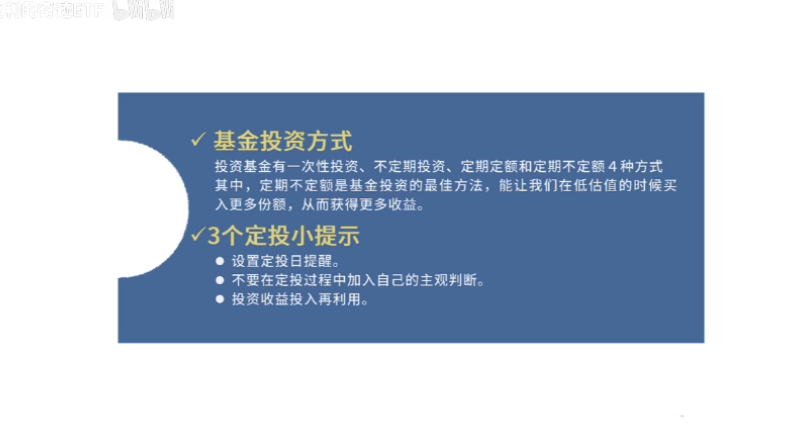 基金投资方式
投资基金有一次性投资、不定期投资、定期定额和定期不定额4种方式
其中，定期不定额是基金投资的最佳方法，能让我们在低估值的时候买
入更多份额，从而获得更多收益。
3个定投小提示
设置定投日提醒。
不要在定投过程中加入自己的主观判断。
投资收益投入再利用。